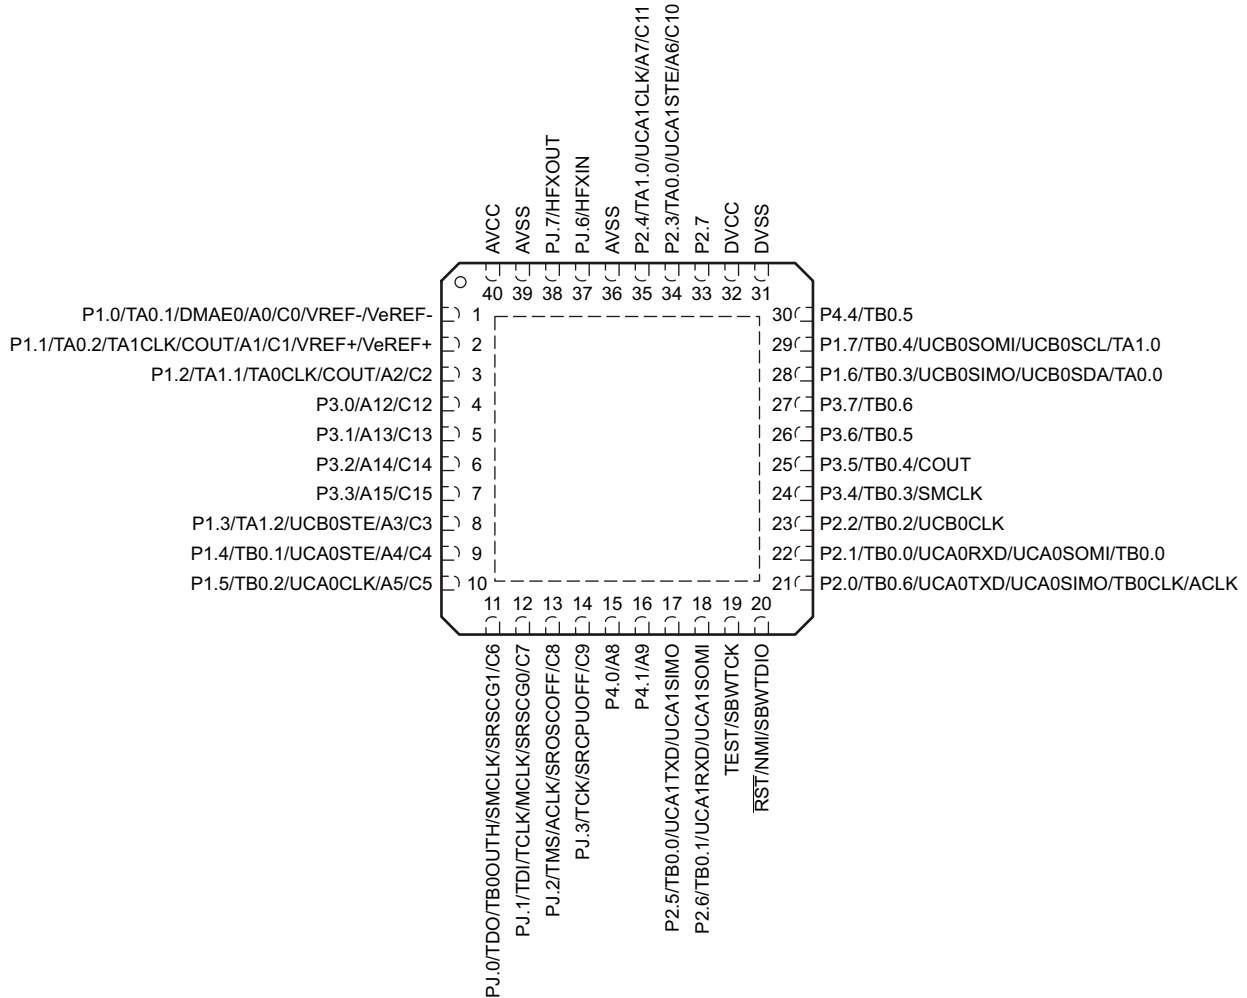 AVCC
AVSS
PJ.7/HFXOUT
PJ.6/HFXIN
AVSS
P2.4/TA1.0/UCA1CLK/A7/C11
P2.3/TA0.0/UCA1STE/A6/C10
P2.7
DVCC
DVSS
40 39 38 37 36 35 34 33 32 31
P1.0/TA0.1/DMAE0/A0/C0/VREF-/VeREF- 1
P1.1/TA0.2/TA1CLK/COUT/A1/C1/VREF+/VeREF+ 2
P1.2/TA1.1/TA0CLK/COUT/A2/C2 3
P3.0/A12/C12 4
P3.1/A13/C13 5
P3.2/A14/C14 6
P3.3/A15/C15 7
P1.3/TA1.2/UCB0STE/A3/C3 8
P1.4/TB0.1/UCA0STE/A4/C4 9
P1.5/TB0.2/UCA0CLK/A5/C5 10
30 P4.4/TB0.5
29 P1.7/TB0.4/UCB0SOMI/UCB0SCL/TA1.0
28 P1.6/TB0.3/UCB0SIMO/UCB0SDA/TA0.0
27 P3.7/TB0.6
26 P3.6/TB0.5
25 P3.5/TB0.4/COUT
24 P3.4/TB0.3/SMCLK
23 P2.2/TB0.2/UCB0CLK
22 P2.1/TB0.0/UCA0RXD/UCA0SOMI/TB0.0
21 P2.0/TB0.6/UCA0TXD/UCA0SIMO/TB0CLK/ACLK
11 12 13 14 15 16 17 18 19 20
PJ.0/TDO/TB0OUTH/SMCLK/SRSCG1/C6
PJ.1/TDI/TCLK/MCLK/SRSCG0/C7
PJ.2/TMS/ACLK/SROSCOFF/C8
PJ.3/TCK/SRCPUOFF/C9
P4.0/A8
P4.1/A9
P2.5/TB0.0/UCA1TXD/UCA1SIMO
P2.6/TB0.1/UCA1RXD/UCA1SOMI
TEST/SBWTCK
RST/NMI/SBWTDIO